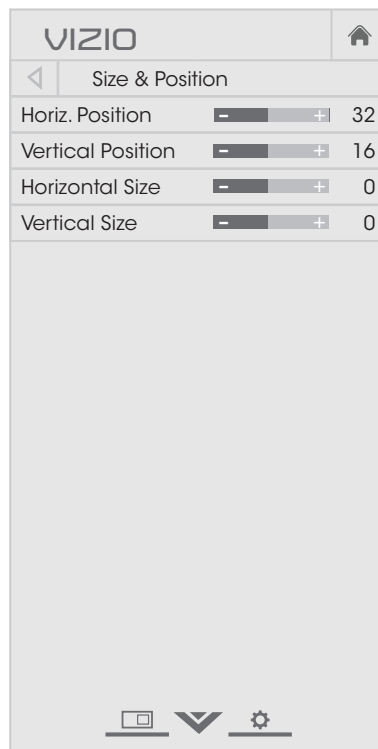 VIZIO
Size & Position
Horiz. Position - + 32
Vertical Position - + 16
Horizontal Size - + 0
Vertical Size - + 0